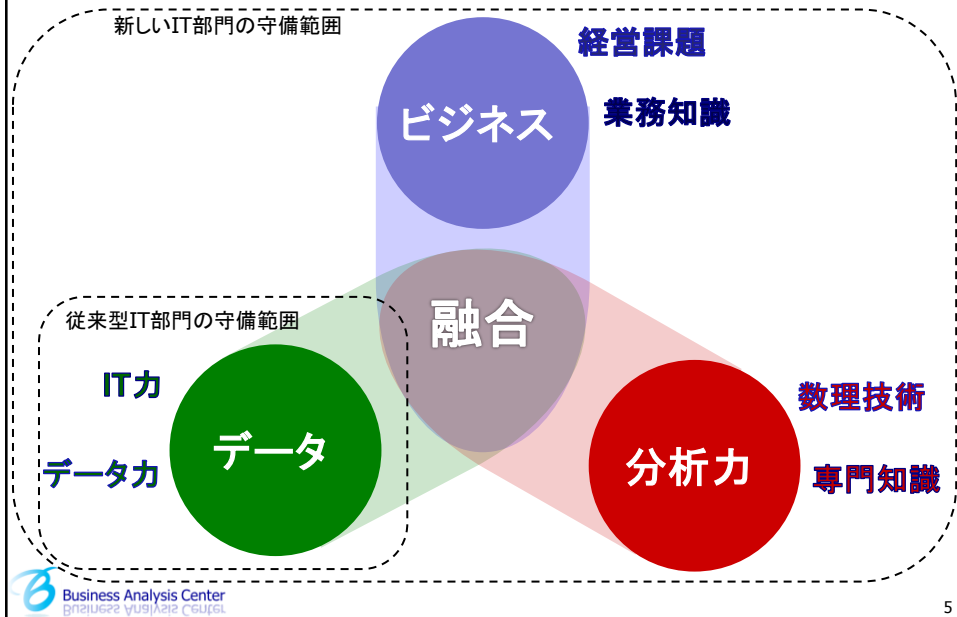 新しいIT部門の守備範囲
経営課題
ビジネス
業務知識
融合
従来型IT部門の守備範囲
IT力
データ
データ力
数理技術
分析力
専門知識
Business Analysis Center
5